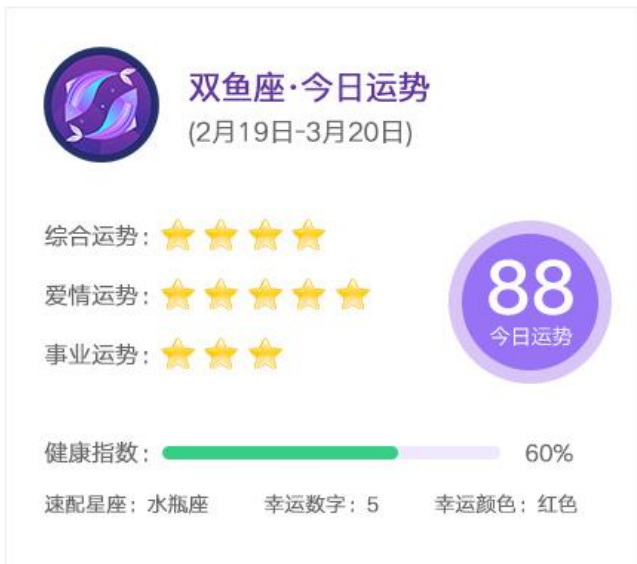 双鱼座·今日运势
(2月19日-3月20日)
综合运势:
爱情运势:
事业运势:
88
今日运势
健康指数: 60%
速配星座: 水瓶座 幸运数字: 5 幸运颜色: 红色